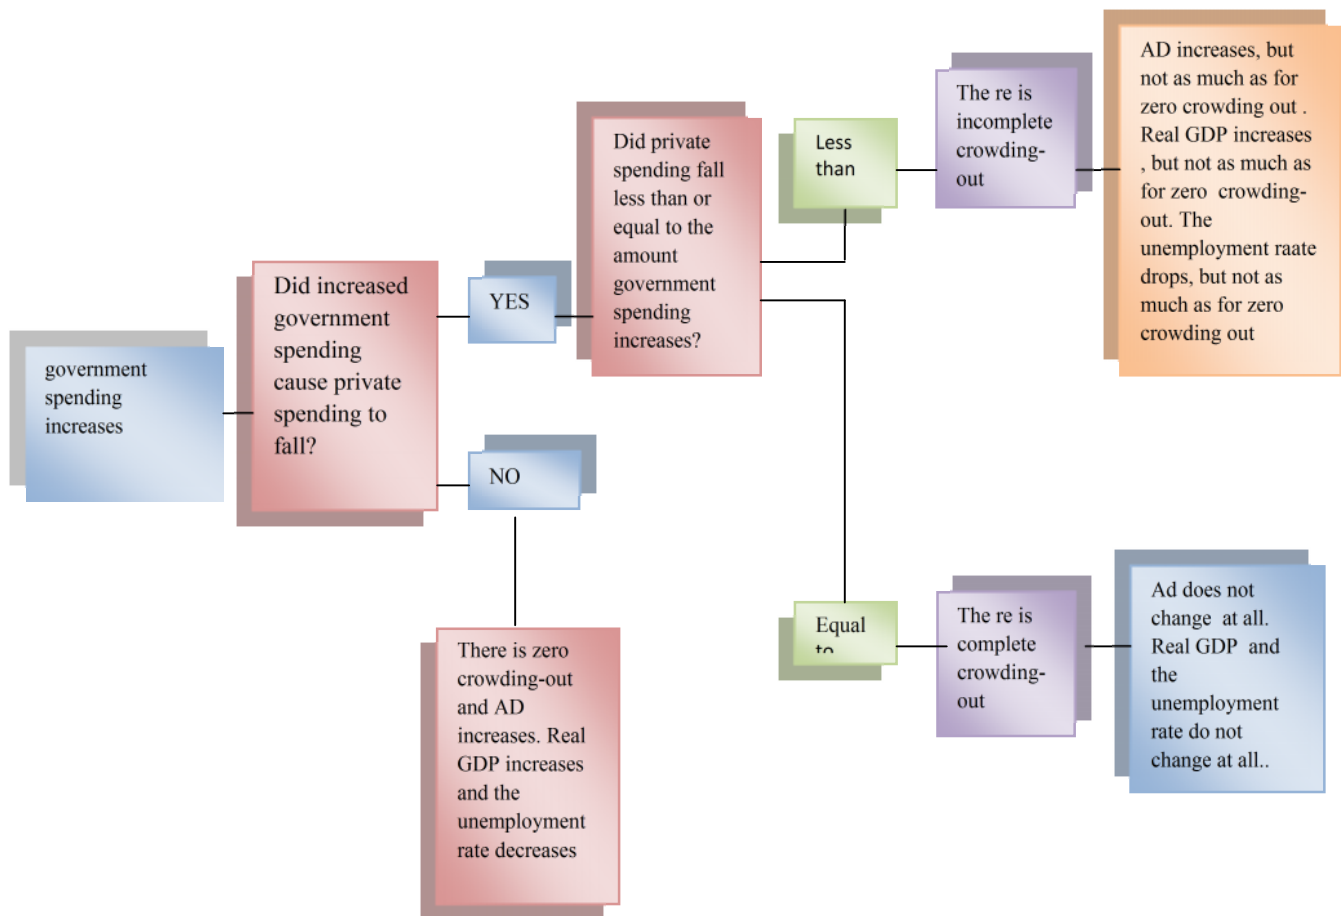 government
spending
increases
Did increased
government
spending
cause private
spending to
fall?
YES
NO
There is zero
crowding-out
and AD
increases. Real
GDP increases
and the
unemployment
rate decreases
Did private
spending fall
less than or
equal to the
amount
government
spending
increases?
Less
than
The re is
incomplete
crowding-
out
AD increases, but
not as much as for
zero crowding out .
Real GDP increases
, but not as much as
for zero crowding-
out. The
unemployment raate
drops, but not as
much as for zero
crowding out
Equal
to
The re is
complete
crowding-
out
Ad does not
change at all.
Real GDP and
the
unemployment
rate do not
change at all..